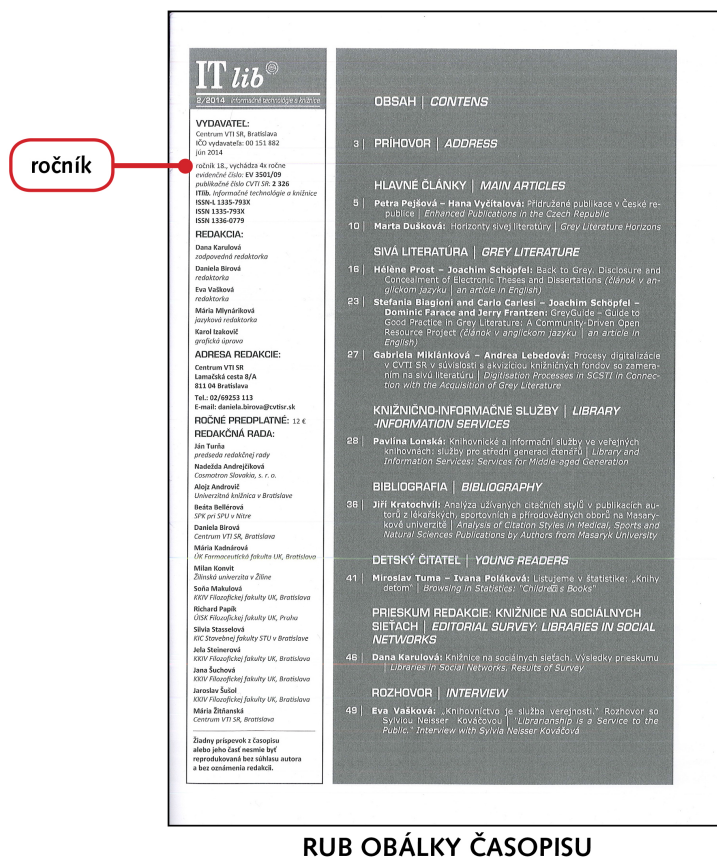 ročník
IT lib
2/2014 informačné technológie a knižnice
VYDAVATEĽ:
Centrum VTI SR, Bratislava
IČO vydavateľa: 00 151 882
jún 2014
ročník 18., vychádza 4x ročne
evidenčné číslo: EV 3501/09
publikačné číslo CVTI SR: 2 326
ITlib. Informačné technológie a knižnice
ISSN-L 1335-793X
ISSN 1335-793X
ISSN 1336-0779
REDAKCIA:
Dana Karulová
zodpovedná redaktorka
Daniela Birová
redaktorka
Eva Vašková
redaktorka
Mária Mlynáriková
jazyková redaktorka
Karol Izakovič
grafická úprava
ADRESA REDAKCIE:
Centrum VTI SR
Lamačská cesta 8/A
811 04 Bratislava
Tel.: 02/69253 113
E-mail: daniela.birova@cvtisr.sk
ROČNÉ PREDPLATNÉ: 12 €
REDAKČNÁ RADA:
Ján Turňa
predseda redakčnej rady
Nadežda Andrejčíková
Cosmotron Slovakia, s. r. o.
Alojz Androvič
Univerzitná knižnica v Bratislave
Beáta Bellérová
SPK pri SPU v Nitre
Daniela Birová
Centrum VTI SR, Bratislava
Mária Kadnárová
ÚK Farmaceutická fakulta UK, Bratislava
Milan Konvit
Žilinská univerzita v Žiline
Soňa Makulová
KKIV Filozofickej fakulty UK, Bratislava
Richard Papík
ÚISK Filozofickej fakulty UK, Prahu
Silvia Stasselová
KIC Stavebnej fakulty STU v Bratislave
Jela Steinerová
KKIV Filozofickej fakulty UK, Bratislava
Jana Šuchová
KKIV Filozofickej fakulty UK, Bratislava
Jaroslav Šušol
KKIV Filozofickej fakulty UK, Bratislava
Mária Žitňanská
Centrum VTI SR, Bratislava
Žiadny príspevok z časopisu
alebo jeho časť nesmie byť
reprodukovaná bez súhlasu autora
a bez oznámenia redakcii.
OBSAH | CONTENS
3 | PRÍHOVOR | ADDRESS
HLAVNÉ ČLÁNKY | MAIN ARTICLES
5 | Petra Pejšová – Hana Vyčítalová: Přidružené publikace v České re-
publice | Enhanced Publications in the Czech Republic
10 | Marta Dušková: Horizonty sivej literatúry | Grey Literature Horizons
SIVÁ LITERATÚRA | GREY LITERATURE
16 | Hélène Prost – Joachim Schöpfel: Back to Grey. Disclosure and
Concealment of Electronic Theses and Dissertations (článok v an-
glickom jazyku | an article in English)
23 | Stefania Biagioni and Carlo Carlesi – Joachim Schöpfel –
Dominic Farace and Jerry Frantzen: GreyGuide – Guide to
Good Practice in Grey Literature: A Community-Driven Open
Resource Project (článok v anglickom jazyku | an article in
English)
27 | Gabriela Miklánková – Andrea Lebedová: Procesy digitalizácie
v CVTI SR v súvislosti s akvizíciou knižničných fondov so zamera-
ním na sivú literatúru | Digitisation Processes in SCSTI in Connec-
tion with the Acquisition of Grey Literature
KNIŽNIČNO-INFORMAČNÉ SLUŽBY | LIBRARY
-INFORMATION SERVICES
28 | Pavlína Lonská: Knihovnické a informační služby ve veřejných
knihovnách: služby pro střední generaci čtenářů | Library and
Information Services: Services for Middle-aged Generation
BIBLIOGRAFIA | BIBLIOGRAPHY
36 | Jiří Kratochvíl: Analýza užívaných citačních stylů v publikacích au-
torů z lékařských, sportovních a přírodovědných oborů na Masary-
kově univerzitě | Analysis of Citation Styles in Medical, Sports and
Natural Sciences Publications by Authors from Masaryk University
DETSKÝ ČITATEĽ | YOUNG READERS
41 | Miroslav Tuma – Ivana Poláková: Listujeme v štatistike: „Knihy
deťom“ | Browsing in Statistics: "Children s Books"
PRIESKUM REDAKCIE: KNIŽNICE NA SOCIÁLNYCH
SIEŤACH | EDITORIAL SURVEY: LIBRARIES IN SOCIAL
NETWORKS
46 | Dana Karulová: Knižnice na sociálnych sieťach. Výsledky prieskumu
| Libraries in Social Networks. Results of Survey
ROZHOVOR | INTERVIEW
49 | Eva Vašková: „Knihovníctvo je služba verejnosti.“ Rozhovor so
Sylviou Neisser Kováčovou | "Librarianship is a Service to the
Public." Interview with Sylvia Neisser Kováčová
RUB OBÁLKY ČASOPISU